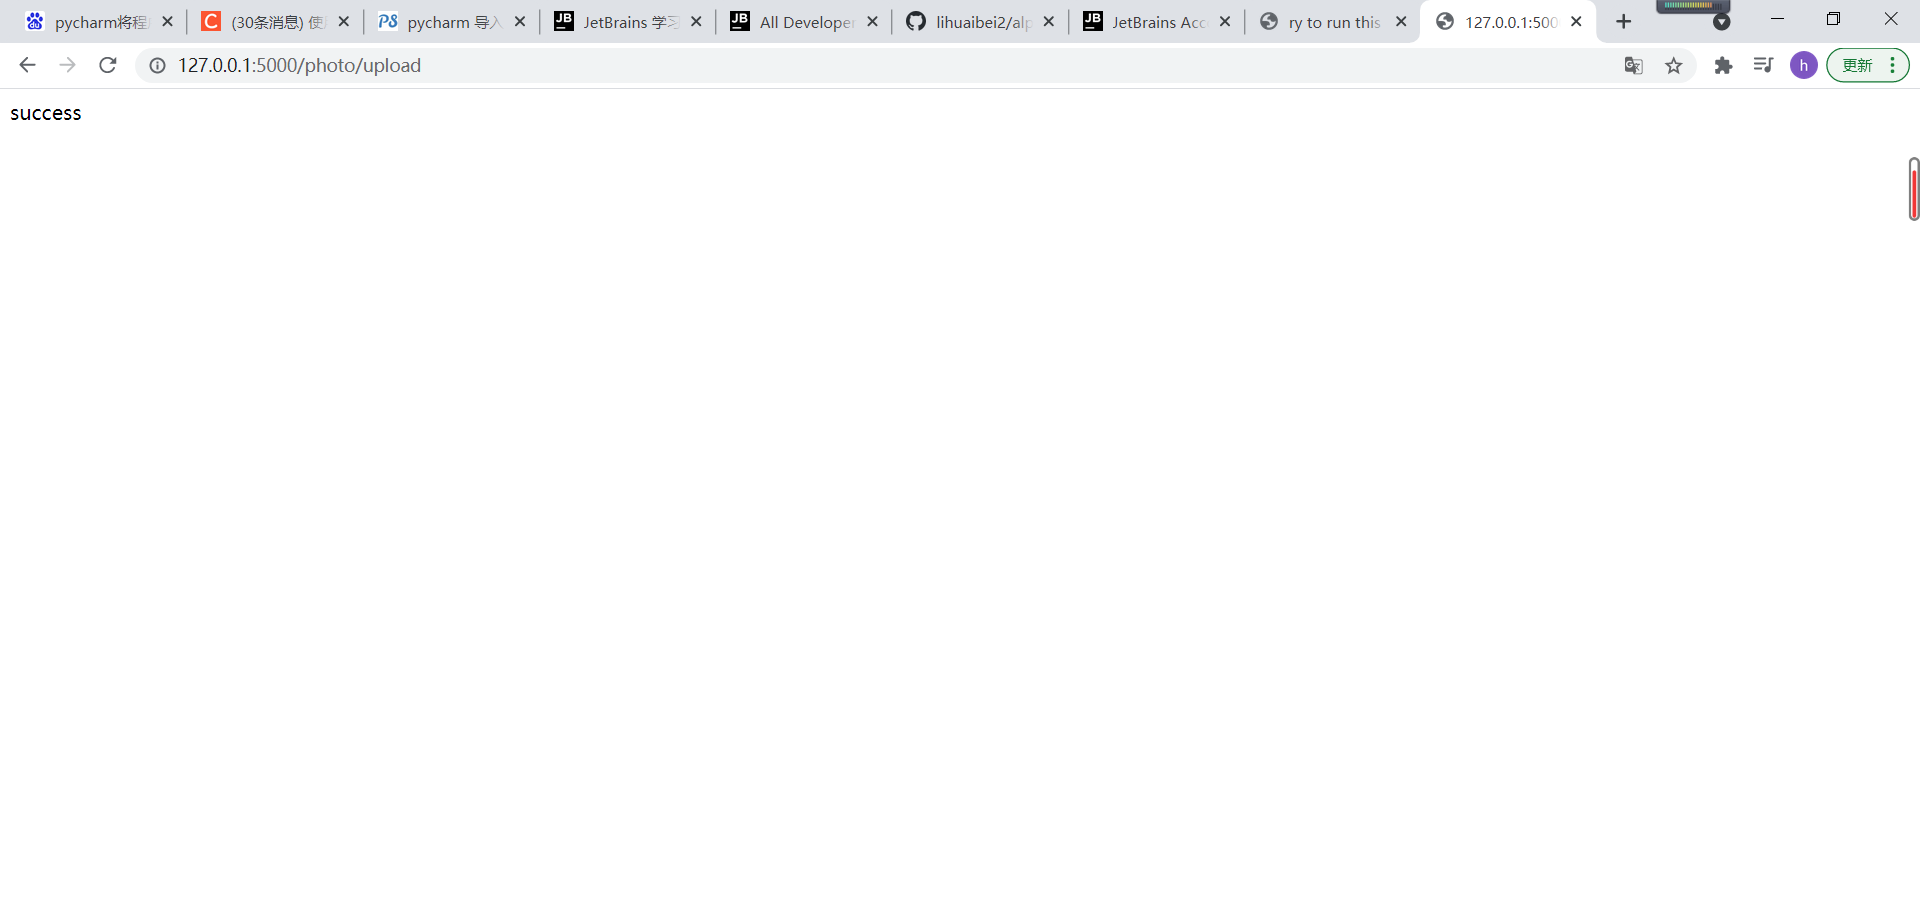 pycharm将程 (30条消息) 使 pycharm 导入 JetBrains 学习 All Developer lihuaibei2/alp JetBrains Acc ry to run this 127.0.0.1:500
127.0.0.1:5000/photo/upload h 更新
success